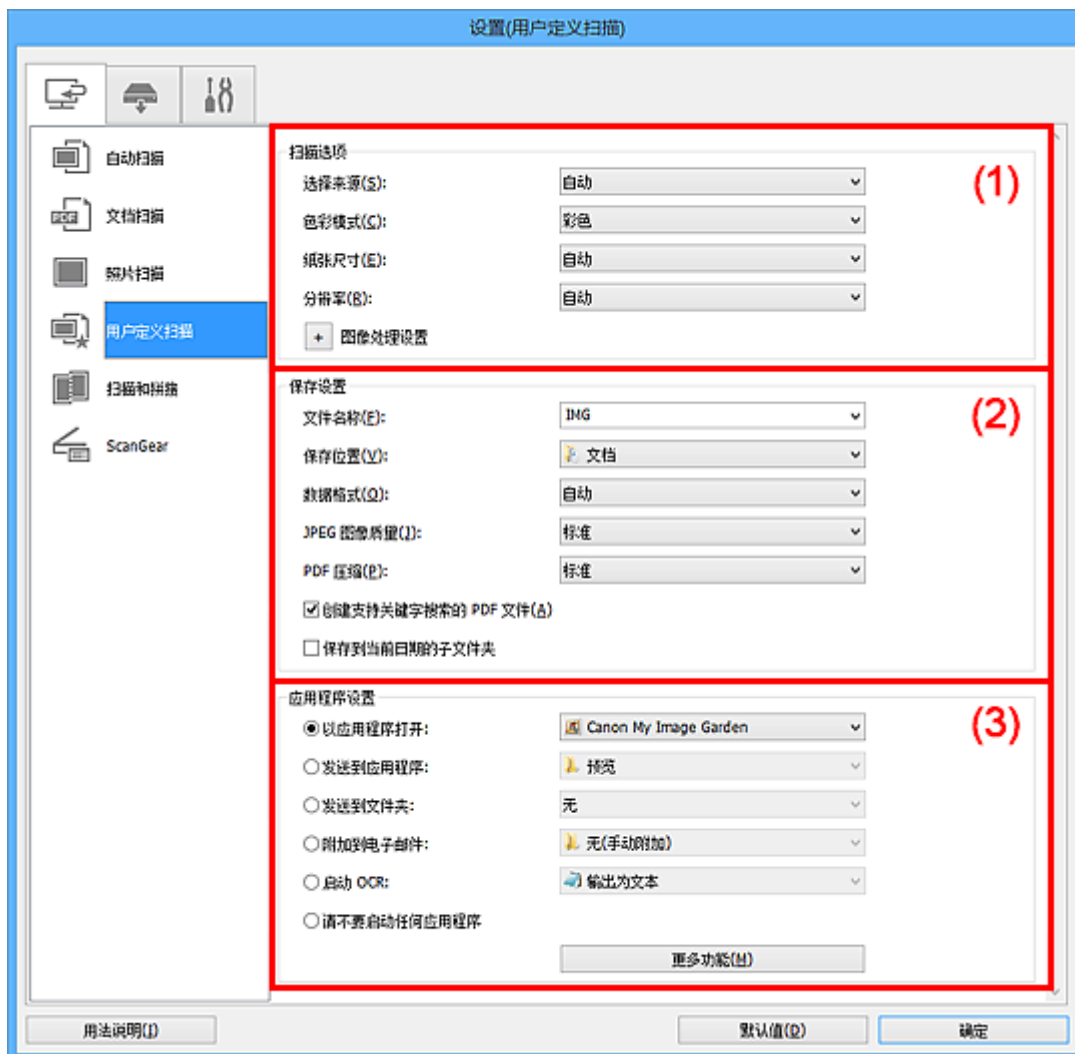 设置(用户定义扫描)
自动扫描
文档扫描
照片扫描
用户定义扫描
扫描和拼接
ScanGear
扫描选项
(1)
选择来源(S): 自动
色彩模式(C): 彩色
纸张尺寸(E): 自动
分辨率(R): 自动
+ 图像处理设置
保存设置
(2)
文件名称(F): IMG
保存位置(V): 文档
数据格式(O): 自动
JPEG 图像质量(J): 标准
PDF 压缩(P): 标准
创建支持关键字搜索的 PDF 文件(A)
保存到当前日期的子文件夹
应用程序设置
(3)
以应用程序打开: Canon My Image Garden
发送到应用程序: 预览
发送到文件夹: 无
附加到电子邮件: 无(手动附加)
启动 OCR: 输出为文本
请不要启动任何应用程序
更多功能(M)
用法说明(I) 默认值(D) 确定